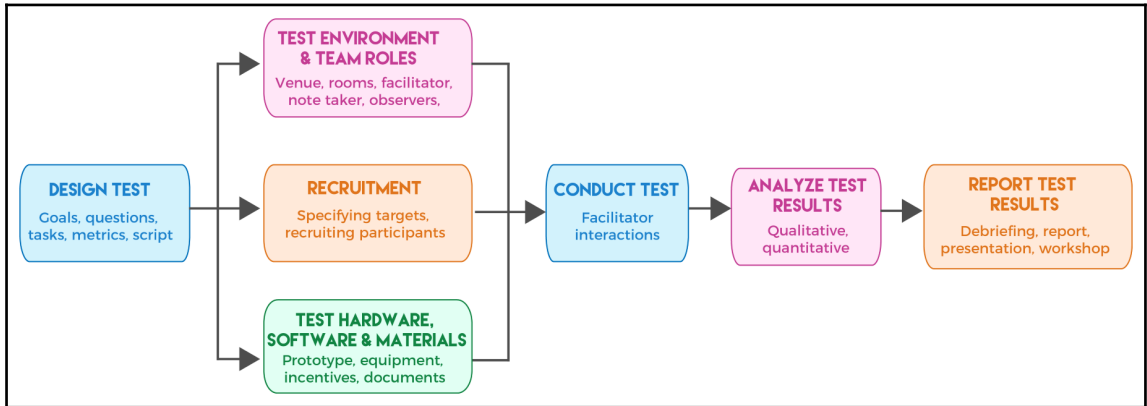 DESIGN TEST
Goals, questions,
tasks, metrics, script
TEST ENVIRONMENT
& TEAM ROLES
Venue, rooms, facilitator,
note taker, observers,
RECRUITMENT
Specifying targets,
recruiting participants
TEST HARDWARE,
SOFTWARE & MATERIALS
Prototype, equipment,
incentives, documents
CONDUCT TEST
Facilitator
interactions
ANALYZE TEST
RESULTS
Qualitative,
quantitative
REPORT TEST
RESULTS
Debriefing, report,
presentation, workshop